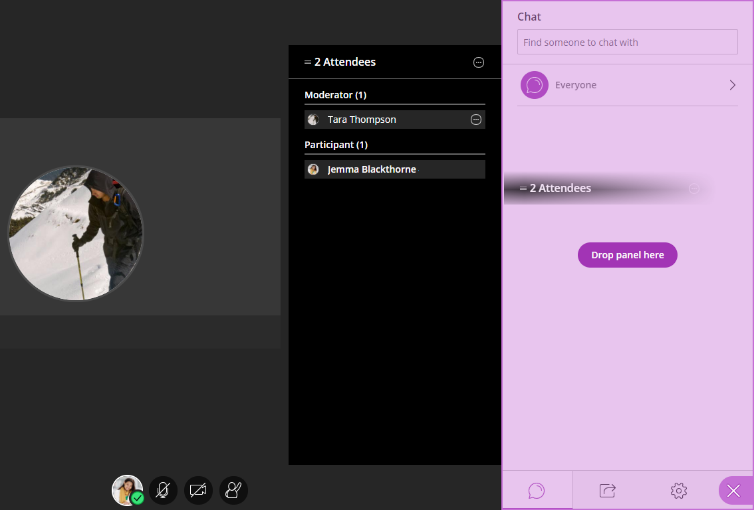 2 Attendees
Moderator (1)
Tara Thompson
Participant (1)
Jemma Blackthorne
Chat
Find someone to chat with
Everyone
2 Attendees
Drop panel here